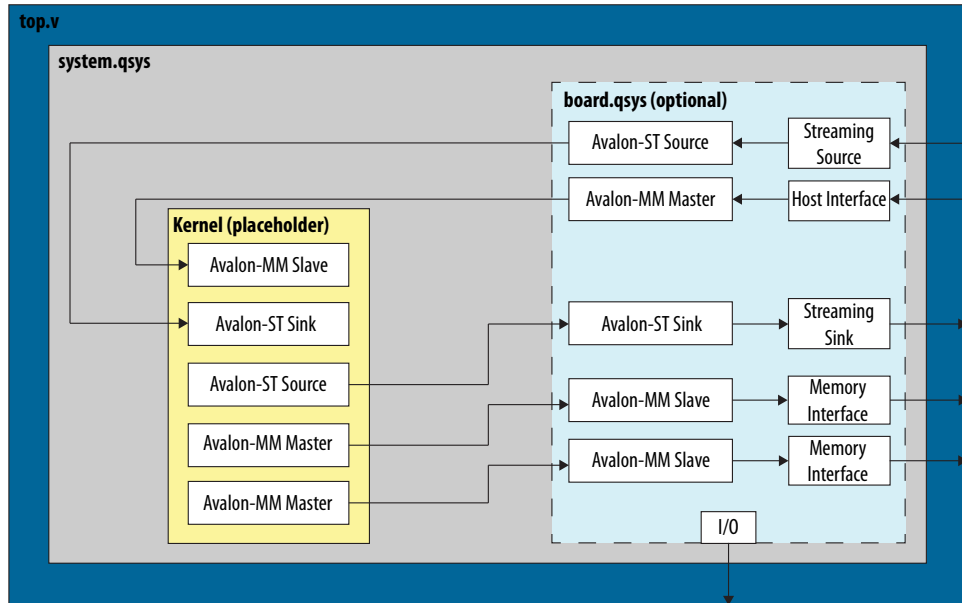 top.v
system.qsys
board.qsys (optional)
Avalon-ST Source
Streaming
Source
Avalon-MM Master
Host Interface
Kernel (placeholder)
Avalon-MM Slave
Avalon-ST Sink
Avalon-ST Source
Avalon-MM Master
Avalon-MM Master
Avalon-ST Sink
Streaming
Sink
Avalon-MM Slave
Memory
Interface
Avalon-MM Slave
Memory
Interface
I/O